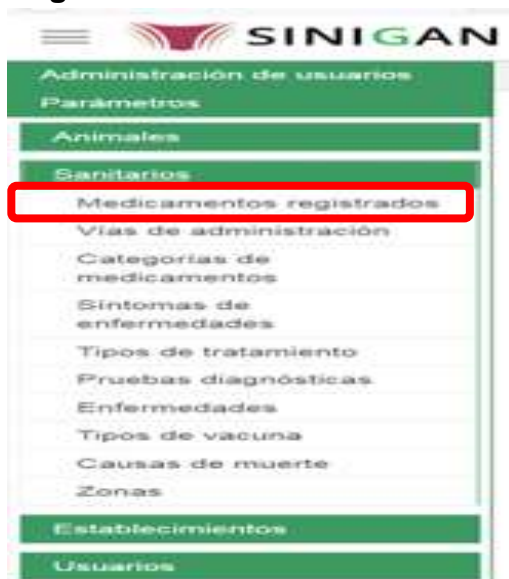 SINIGAN
Administración de usuarios
Parámetros
Animales
Sanitarios
Medicamentos registrados
Vías de administración
Categorías de
medicamentos
Síntomas de
enfermedades
Tipos de tratamiento
Pruebas diagnósticas
Enfermedades
Tipos de vacuna
Causas de muerte
Zonas
Establecimientos
Usuarios